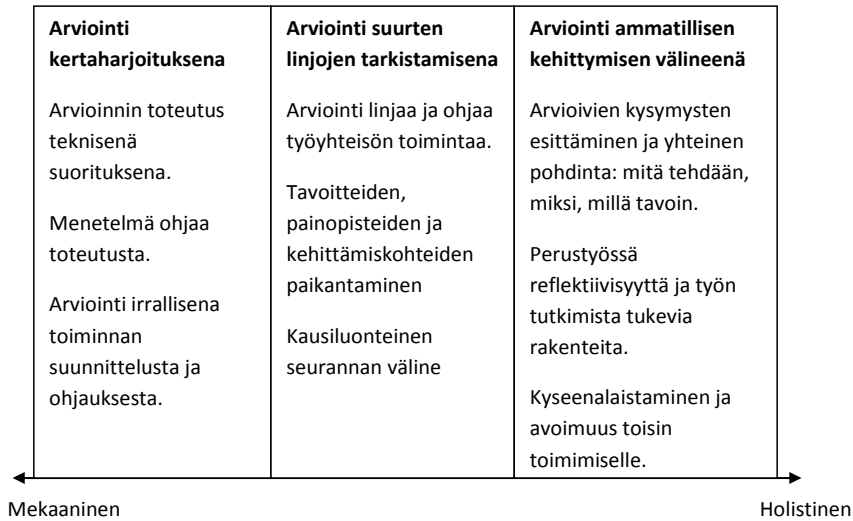 Arviointi
kertaharjoituksena
Arvioinnin toteutus
teknisenä
suorituksena.
Menetelmä ohjaa
toteutusta.
Arviointi irrallisena
toiminnan
suunnittelusta ja
ohjauksesta.
Arviointi suurten
linjojen tarkistamisena
Arviointi linjaa ja ohjaa
työyhteisön toimintaa.
Tavoitteiden,
painopisteiden ja
kehittämiskohteiden
paikantaminen
Kausiluonteinen
seurannan väline
Arviointi ammatillisen
kehittymisen välineenä
Arvioivien kysymysten
esittäminen ja yhteinen
pohdinta: mitä tehdään,
miksi, millä tavoin.
Perustyössä
reflektiivisyyttä ja työn
tutkimista tukevia
rakenteita.
Kyseenalaistaminen ja
avoimuus toisin
toimimiselle.
Mekaaninen
Holistinen